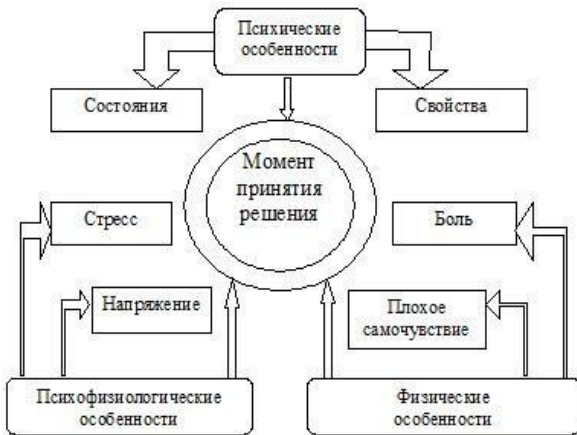 Психические
особенности
Состояния
Свойства
Момент
принятия
решения
Стресс
Боль
Напряжение
Плохое
самочувствие
Психофизиологические
особенности
Физические
особенности